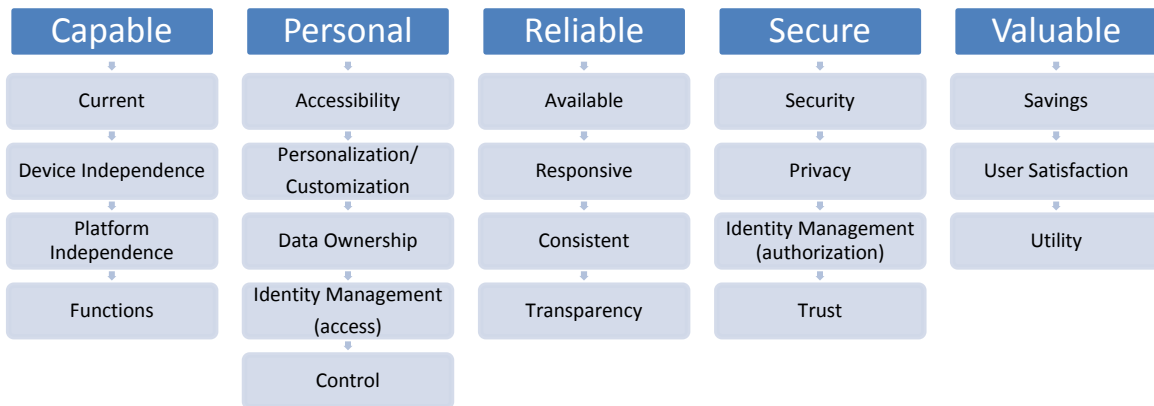 Capable
Current
Device Independence
Platform
Independence
Functions
Personal
Accessibility
Personalization/
Customization
Data Ownership
Identity Management
(access)
Control
Reliable
Available
Responsive
Consistent
Transparency
Secure
Security
Privacy
Identity Management
(authorization)
Trust
Valuable
Savings
User Satisfaction
Utility